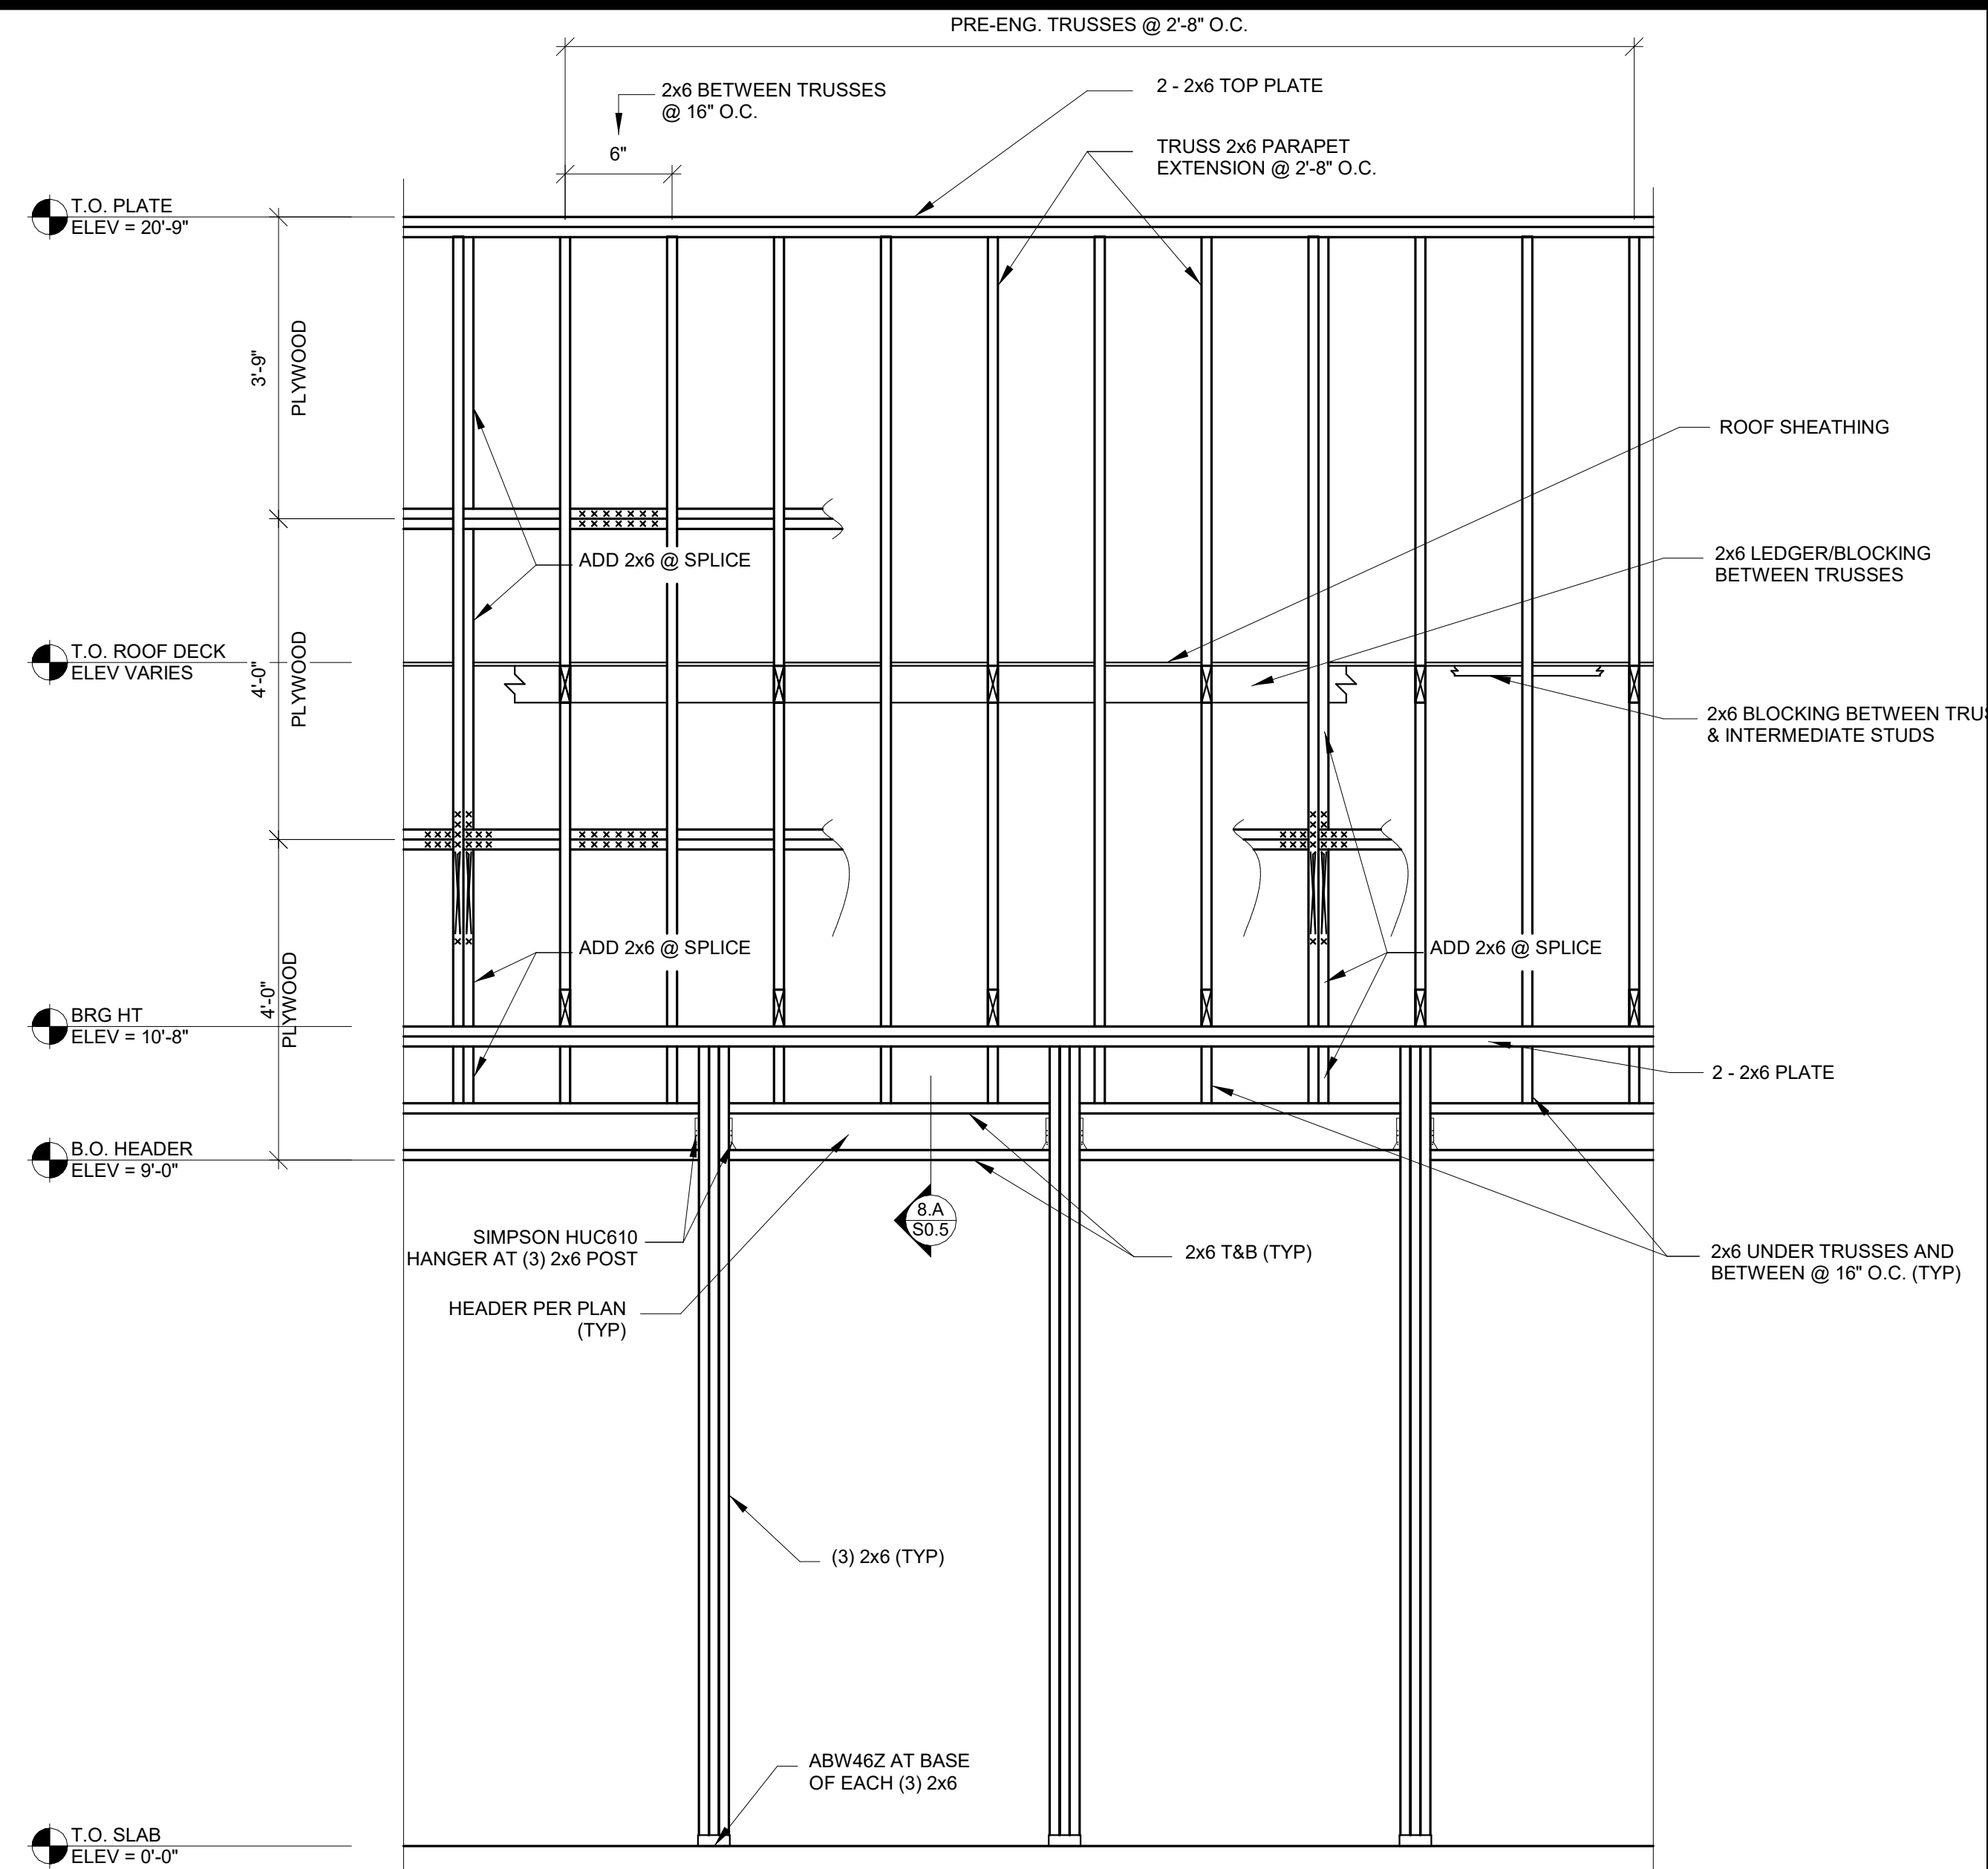 PRE-ENG. TRUSSES @ 2'-8" O.C.
2x6 BETWEEN TRUSSES
@ 16" O.C.
6"
2 - 2x6 TOP PLATE
TRUSS 2x6 PARAPET
EXTENSION @ 2'-8" O.C.
T.O. PLATE
ELEV = 20'-9"
3'-9"
PLYWOOD
ROOF SHEATHING
ADD 2x6 @ SPLICE
2x6 LEDGER/BLOCKING
BETWEEN TRUSSES
T.O. ROOF DECK
ELEV VARIES
4'-0"
PLYWOOD
2x6 BLOCKING BETWEEN TRUS
& INTERMEDIATE STUDS
ADD 2x6 @ SPLICE
ADD 2x6 @ SPLICE
4'-0"
PLYWOOD
BRG HT
ELEV = 10'-8"
2 - 2x6 PLATE
B.O. HEADER
ELEV = 9'-0"
8.A
S0.5
SIMPSON HUC610
HANGER AT (3) 2x6 POST
2x6 T&B (TYP)
2x6 UNDER TRUSSES AND
BETWEEN @ 16" O.C. (TYP)
HEADER PER PLAN
(TYP)
(3) 2x6 (TYP)
ABW46Z AT BASE
OF EACH (3) 2x6
T.O. SLAB
ELEV = 0'-0"